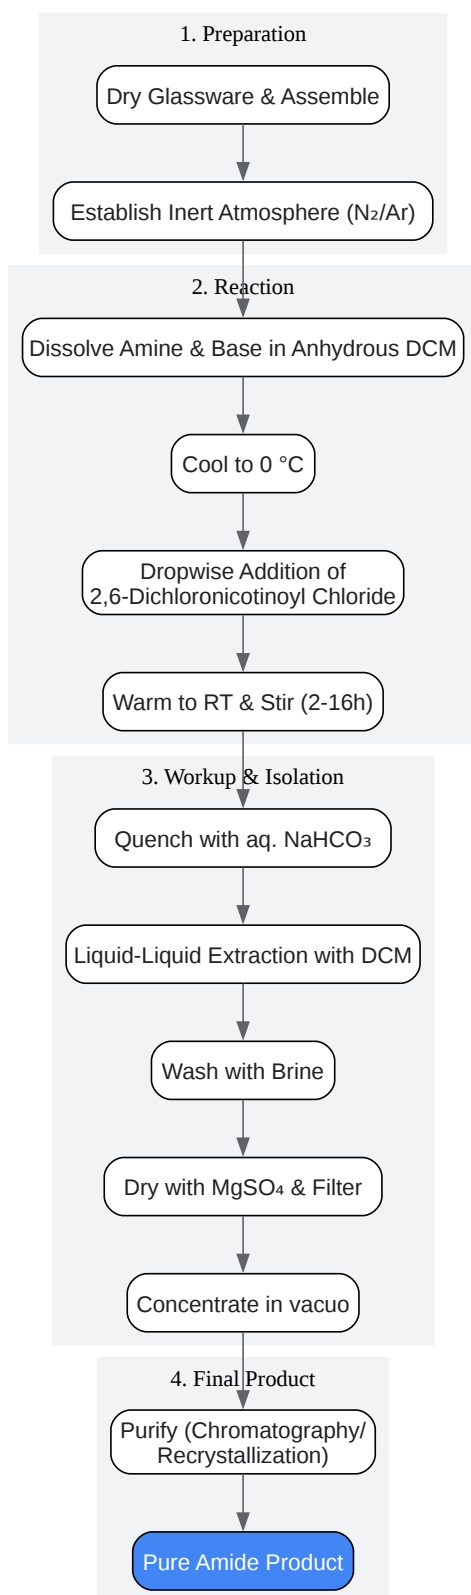 1. Preparation
Dry Glassware & Assemble
Establish Inert Atmosphere (N₂/Ar)
2. Reaction
Dissolve Amine & Base in Anhydrous DCM
Cool to 0 °C
Dropwise Addition of
2,6-Dichloronicotinoyl Chloride
Warm to RT & Stir (2-16h)
3. Workup & Isolation
Quench with aq. NaHCO₃
Liquid-Liquid Extraction with DCM
Wash with Brine
Dry with MgSO₄ & Filter
Concentrate in vacuo
4. Final Product
Purify (Chromatography/
Recrystallization)
Pure Amide Product